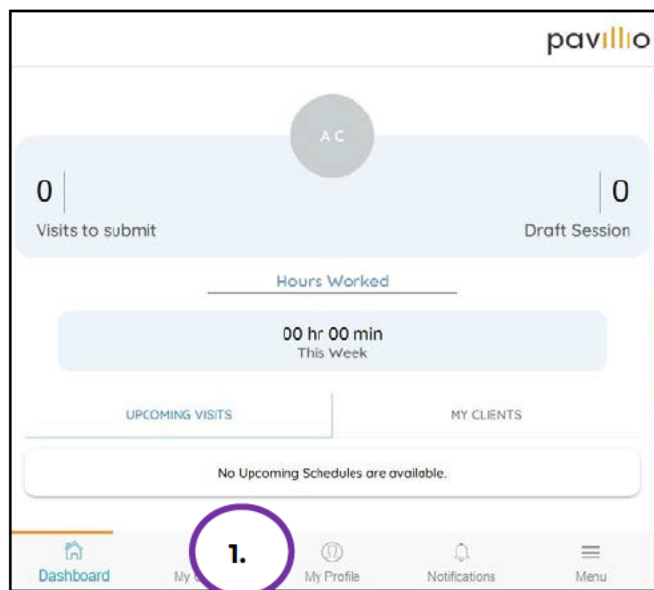 pavillio
A C
0 0
Visits to submit Draft Session
Hours Worked
00 hr 00 min
This Week
UPCOMING VISITS MY CLIENTS
No Upcoming Schedules are available.
1.
Dashboard My My Profile Notifications Menu